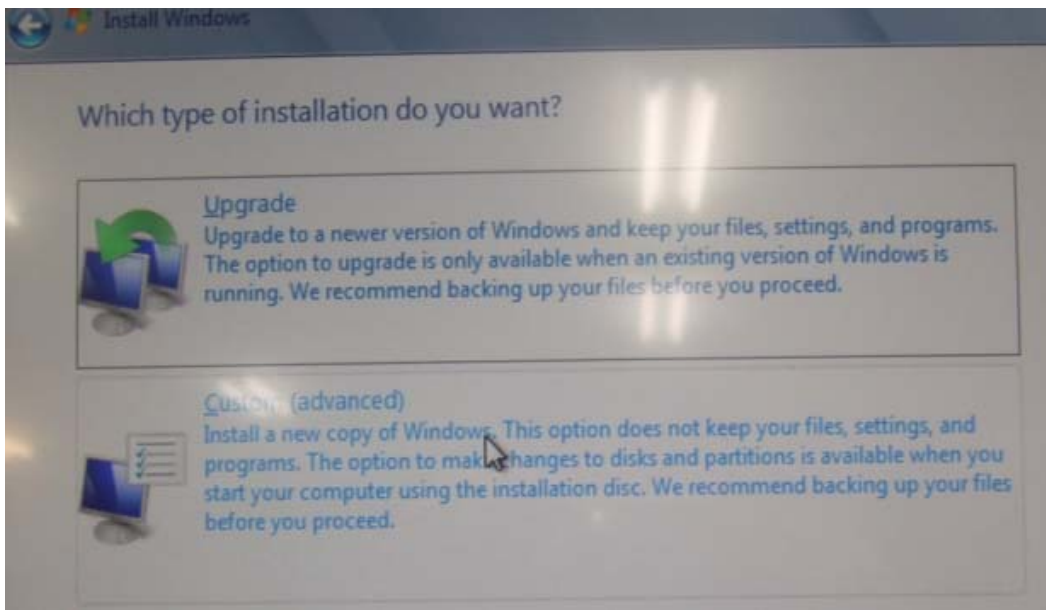 Install Windows
Which type of installation do you want?
Upgrade
Upgrade to a newer version of Windows and keep your files, settings, and programs.
The option to upgrade is only available when an existing version of Windows is
running. We recommend backing up your files before you proceed.
Custom (advanced)
Install a new copy of Windows. This option does not keep your files, settings, and
programs. The option to make changes to disks and partitions is available when you
start your computer using the installation disc. We recommend backing up your files
before you proceed.